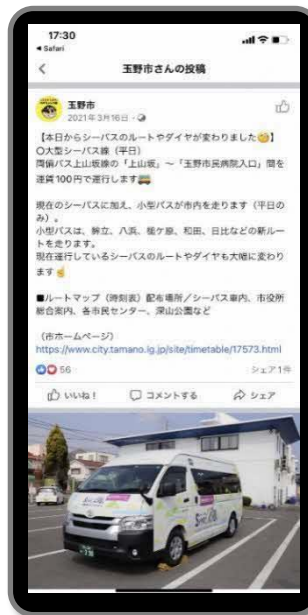 17:30
◀ Safari
玉野市さんの投稿
玉野市
2021年3月16日・
【本日からシーバスのルートやダイヤが変わりました😊】
〇大型シーバス線（平日）
両備バス上山坂線の「上山坂」～「玉野市民病院入口」間を
運賃100円で運行します🚌
現在のシーバスに加え、小型バスが市内を走ります（平日の
み）。
小型バスは、鉾立、八浜、槌ケ原、和田、日比などの新ルー
トを走ります。
現在運行しているシーバスのルートやダイヤも大幅に変わり
ます☝
■ルートマップ（時刻表）配布場所／シーバス車内、市役所
総合案内、各市民センター、深山公園など
（市ホームページ）
https://www.city.tamano.lg.jp/site/timetable/17573.html
56
シェア1件
いいね！
コメントする
シェア